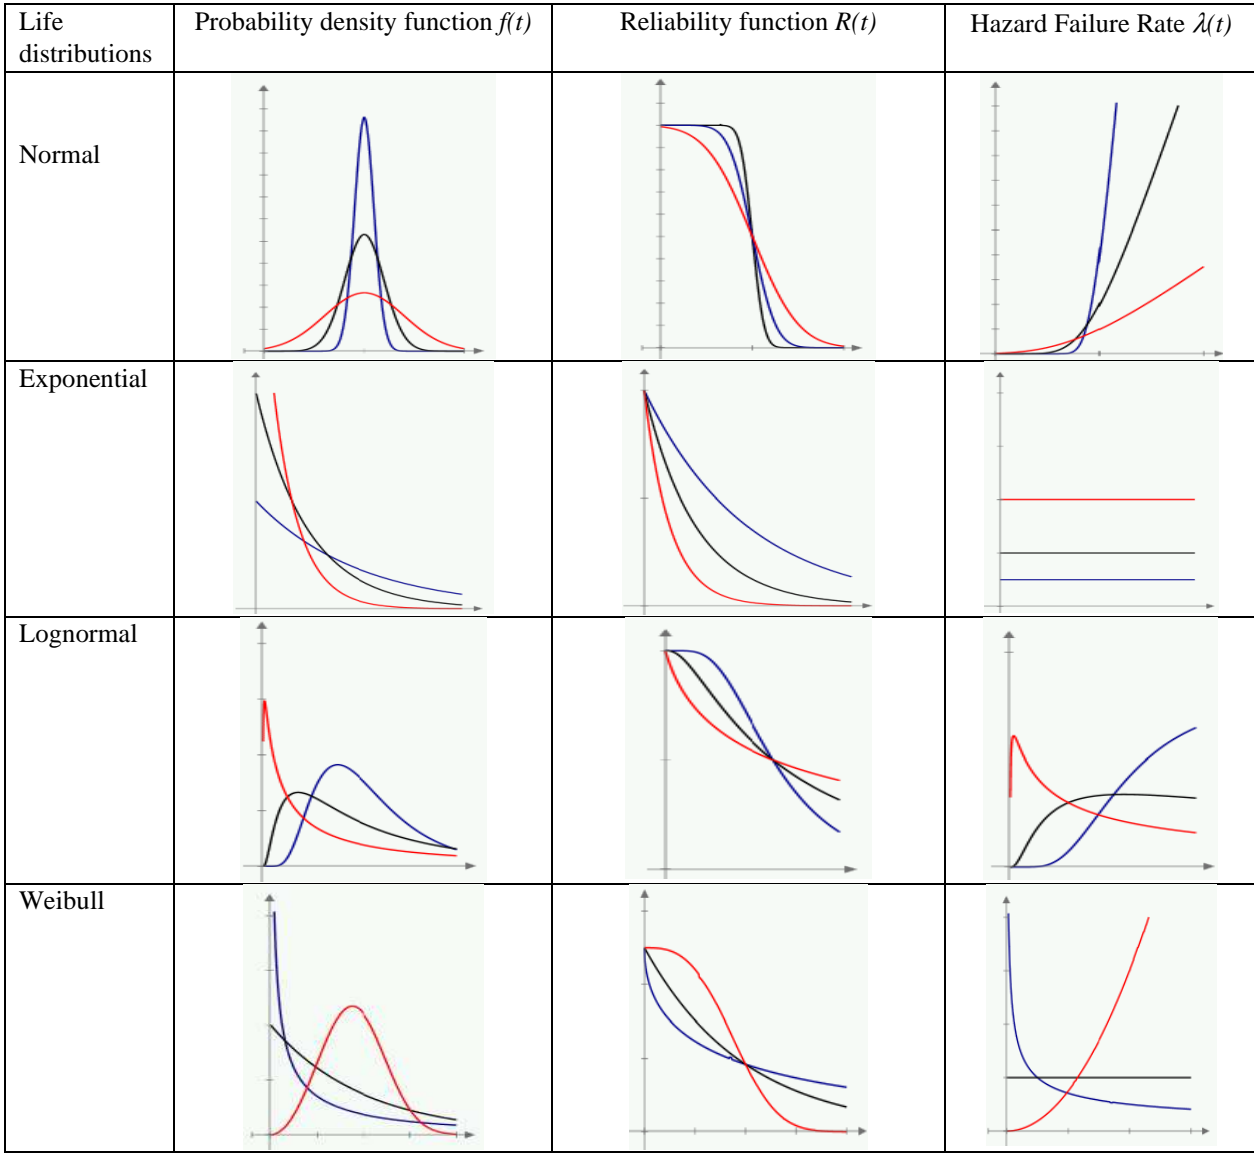 Life distributions
Probability density function f(t)
Reliability function R(t)
Hazard Failure Rate λ(t)
Normal
Exponential
Lognormal
Weibull